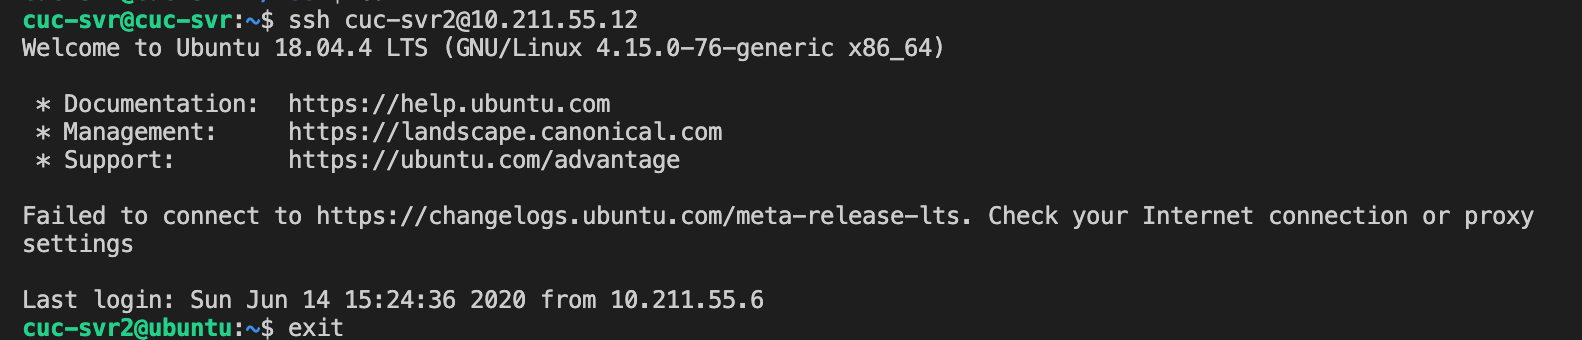 cuc-svr@cuc-svr:~$ ssh cuc-svr2@10.211.55.12
Welcome to Ubuntu 18.04.4 LTS (GNU/Linux 4.15.0-76-generic x86_64)
* Documentation:  https://help.ubuntu.com
* Management:     https://landscape.canonical.com
* Support:        https://ubuntu.com/advantage
Failed to connect to https://changelogs.ubuntu.com/meta-release-lts. Check your Internet connection or proxy
settings
Last login: Sun Jun 14 15:24:36 2020 from 10.211.55.6
cuc-svr2@ubuntu:~$ exit